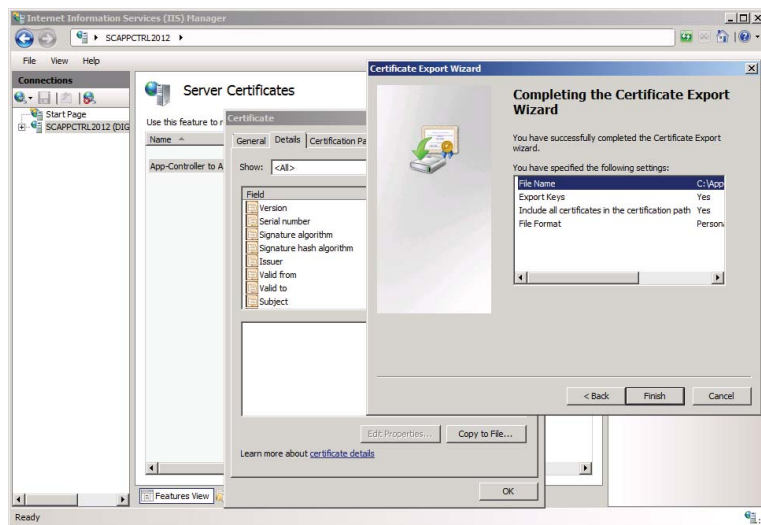 Internet Information Services (IIS) Manager
SCAPPCTRL2012
File View Help
Connections
Start Page
SCAPPCTRL2012 (DIG
Server Certificates
Use this feature to r
Name
App-Controller to A
Certificate
General Details Certification Pa
Show: <All>
Field
Version
Serial number
Signature algorithm
Signature hash algorithm
Issuer
Valid from
Valid to
Subject
Edit Properties... Copy to File...
Learn more about certificate details
OK
Features View
Ready
Certificate Export Wizard
Completing the Certificate Export
Wizard
You have successfully completed the Certificate Export
wizard.
You have specified the following settings:
File Name C:\App
Export Keys Yes
Include all certificates in the certification path Yes
File Format Persona
< Back Finish Cancel